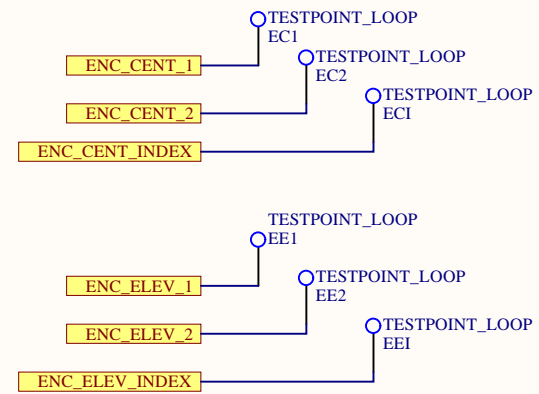 TESTPOINT_LOOP
EC1
TESTPOINT_LOOP
EC2
ENC_CENT_1
TESTPOINT_LOOP
ECI
ENC_CENT_2
ENC_CENT_INDEX
TESTPOINT_LOOP
EE1
TESTPOINT_LOOP
EE2
ENC_ELEV_1
TESTPOINT_LOOP
EEI
ENC_ELEV_2
ENC_ELEV_INDEX